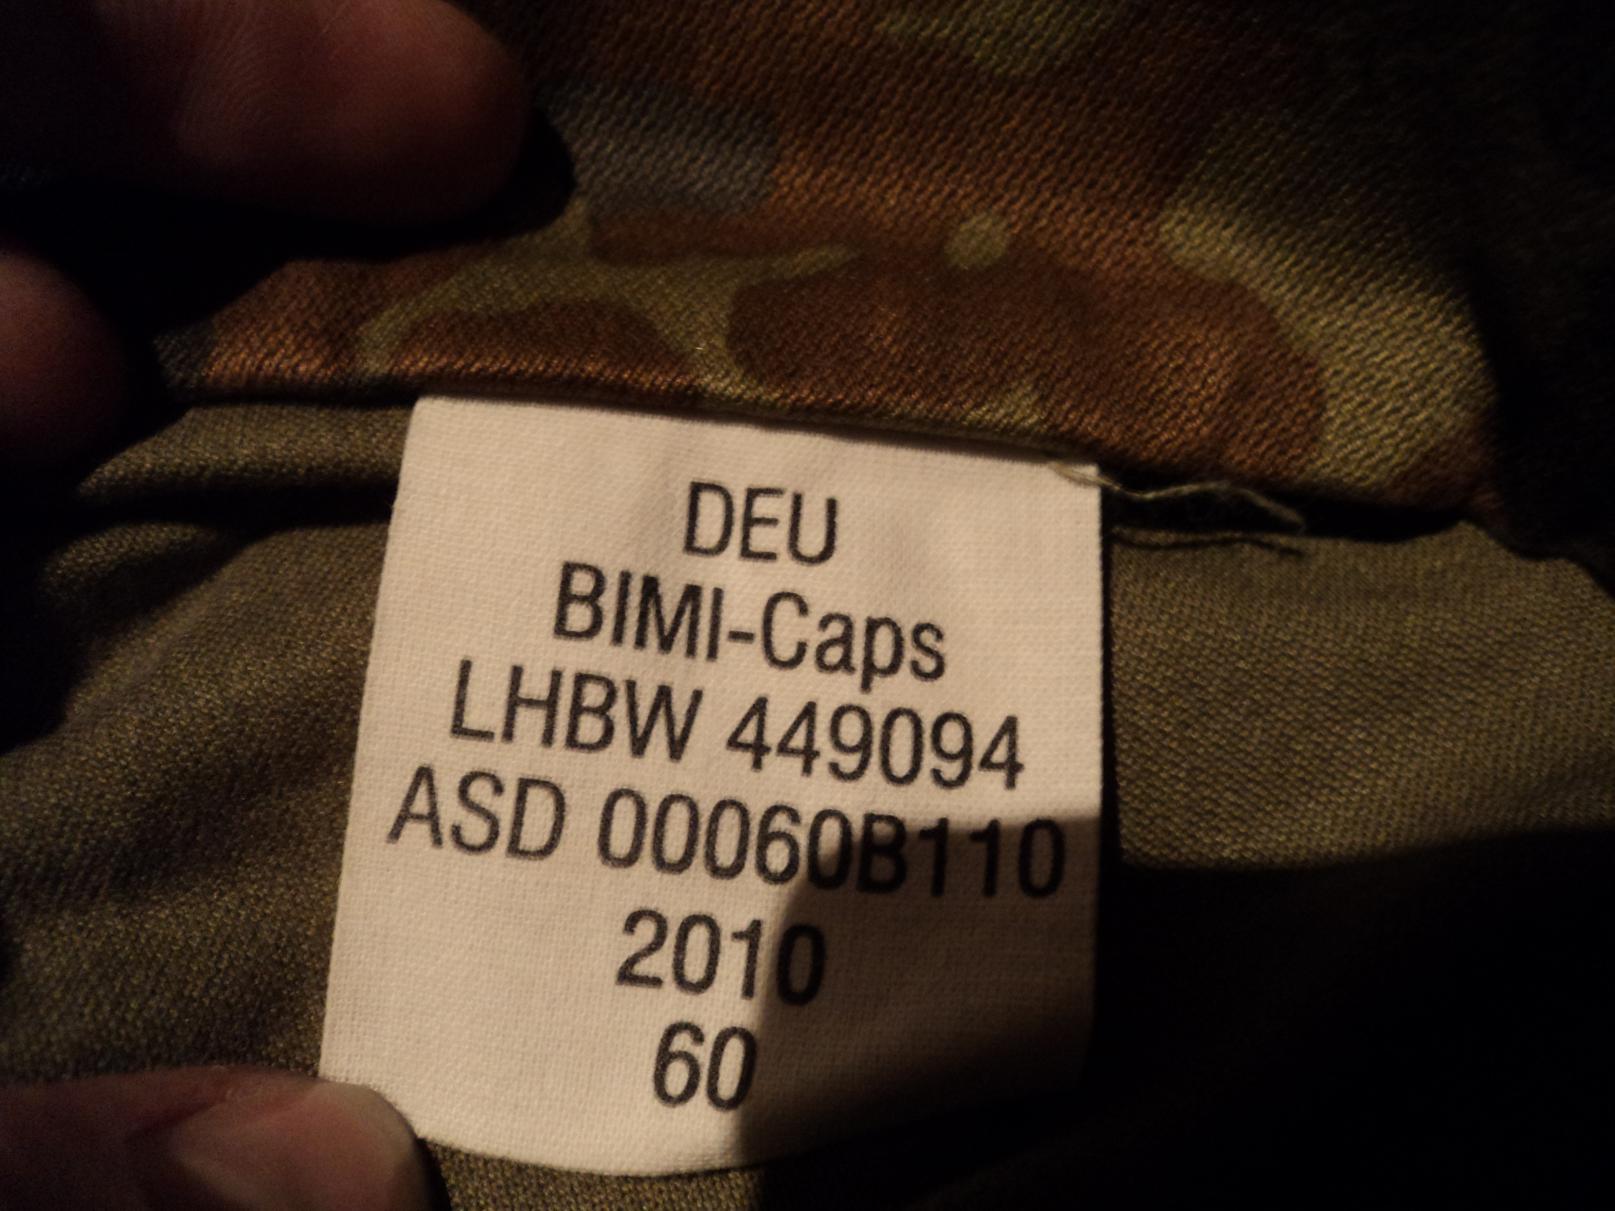 DEU
BIMI-Caps
LHBW 449094
ASD 00060B110
2010
60